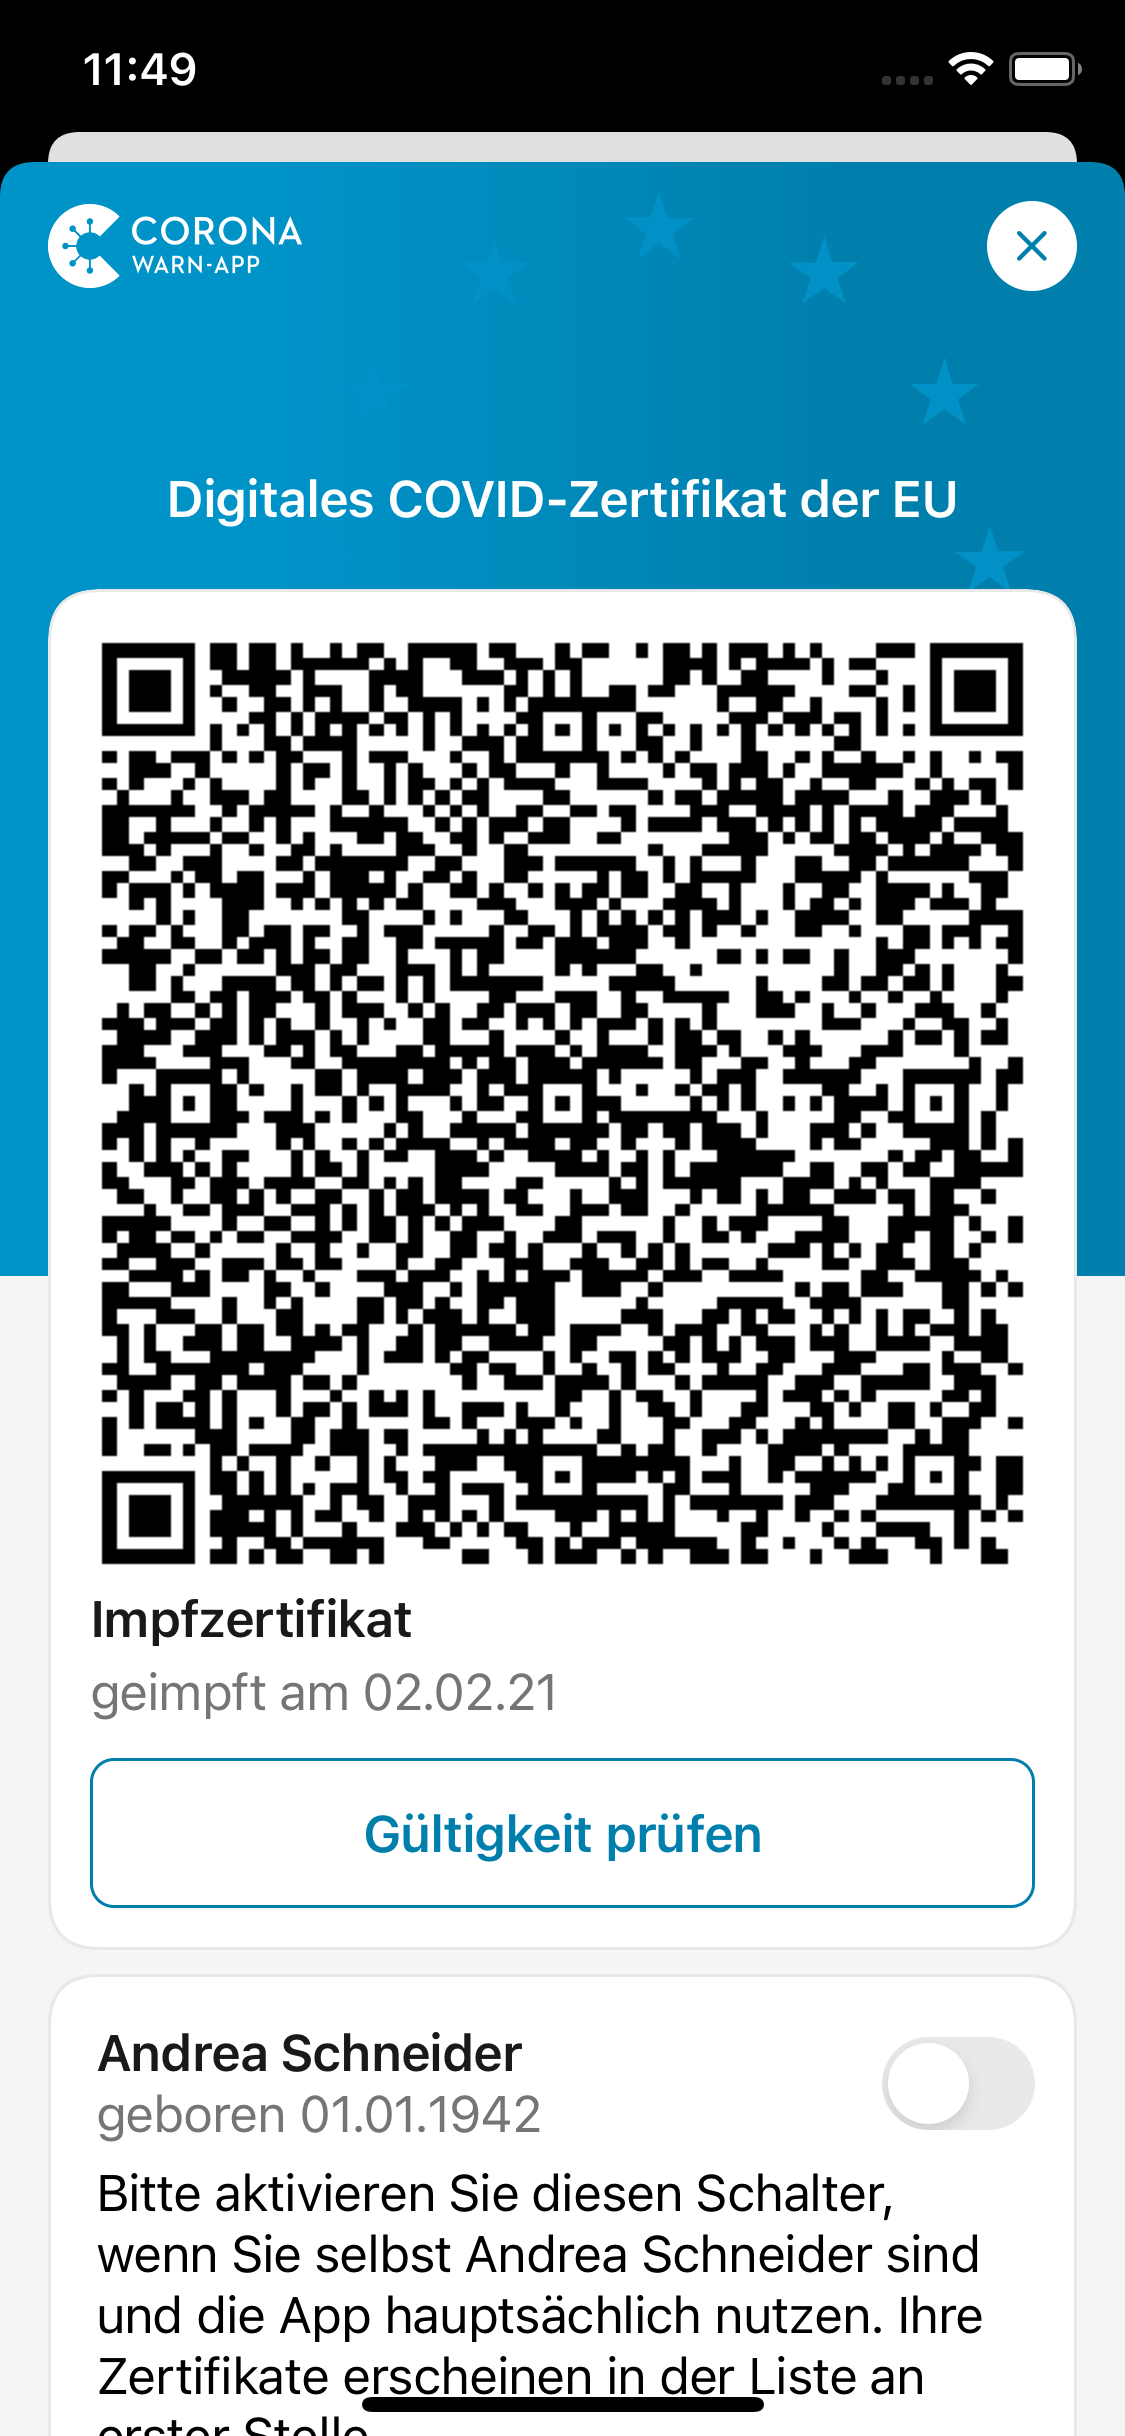 11:49
CORONA
WARN-APP
Digitales COVID-Zertifikat der EU
Impfzertifikat
geimpft am 02.02.21
Gültigkeit prüfen
Andrea Schneider
geboren 01.01.1942
Bitte aktivieren Sie diesen Schalter,
wenn Sie selbst Andrea Schneider sind
und die App hauptsächlich nutzen. Ihre
Zertifikate erscheinen in der Liste an
erster Stelle